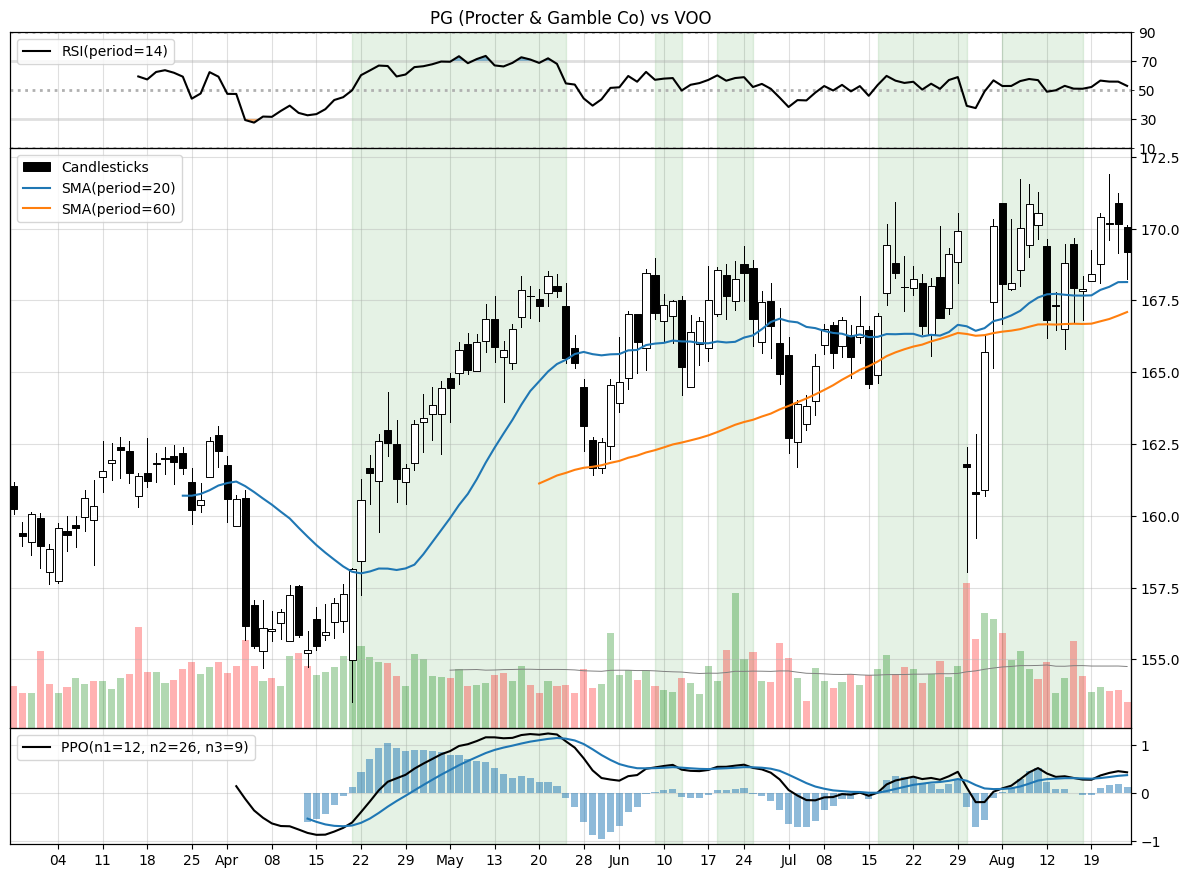 PG (Procter & Gamble Co) vs VOO
RSI(period=14)
90
70
50
30
10
Candlesticks
SMA(period=20)
SMA(period=60)
172.5
170.0
167.5
165.0
162.5
160.0
157.5
155.0
PPO(n1=12, n2=26, n3=9)
1
0
−1
04 11 18 25 Apr 08 15 22 29 May 13 20 28 Jun 10 17 24 Jul 08 15 22 29 Aug 12 19